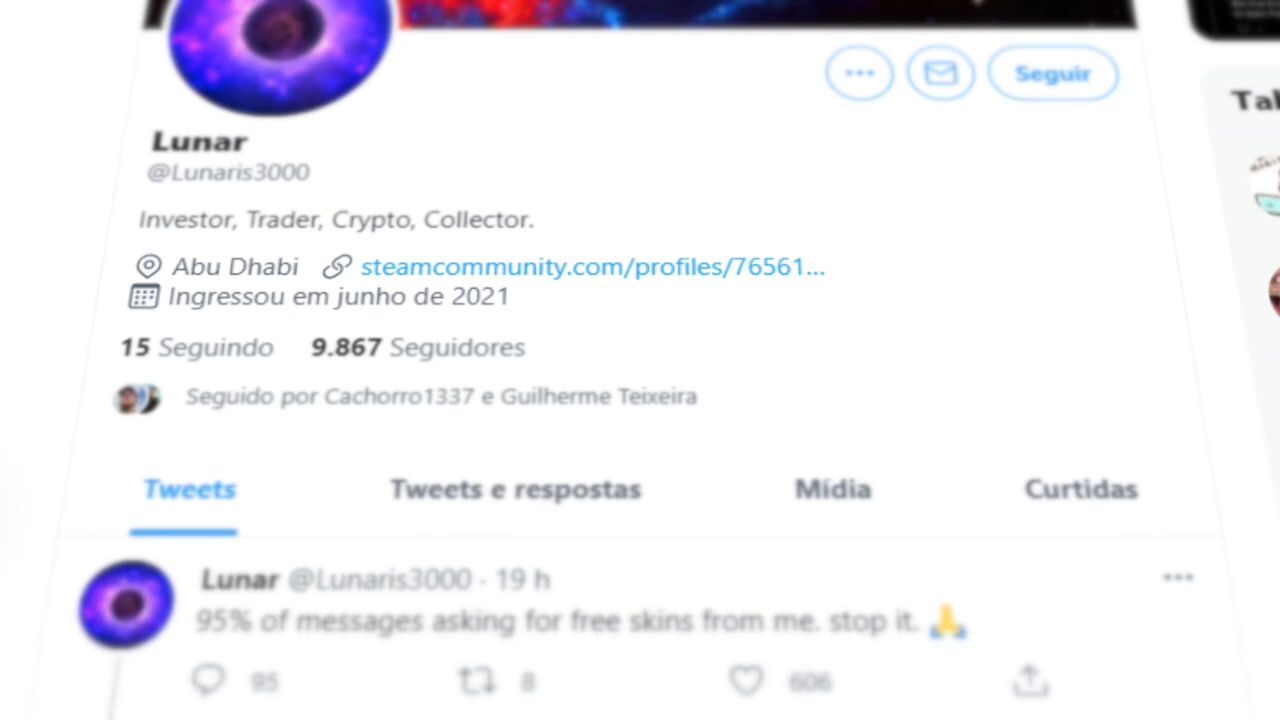 Seguir
Lunar
@Lunaris3000
Investor, Trader, Crypto, Collector.
Abu Dhabi steamcommunity.com/profiles/76561...
Ingressou em junho de 2021
15 Seguindo 9.867 Seguidores
Seguido por Cachorro1337 e Guilherme Teixeira
Tweets Tweets e respostas Mídia Curtidas
Lunar @Lunaris3000 · 19 h
95% of messages asking for free skins from me. stop it. 🙏
95 8 606